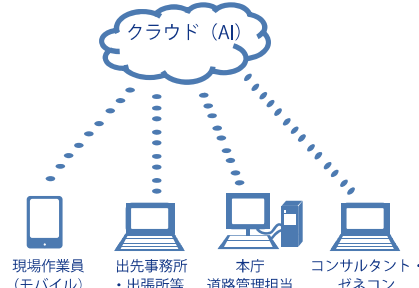 クラウド（AI）
現場作業員
（モバイル）
出先事務所
・出張所等
本庁
道路管理担当
コンサルタント・
ゼネコン